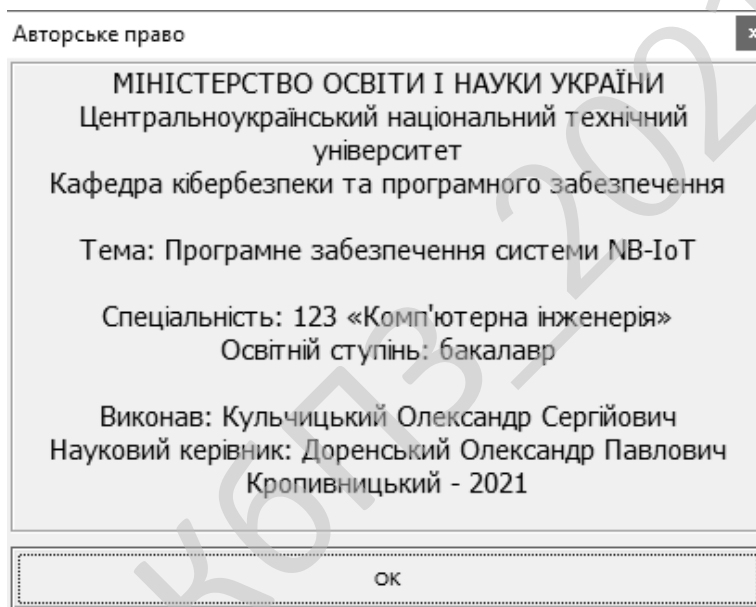 Авторське право
x
МІНІСТЕРСТВО ОСВІТИ І НАУКИ УКРАЇНИ
Центральноукраїнський національний технічний
університет
Кафедра кібербезпеки та програмного забезпечення
Тема: Програмне забезпечення системи NB-IoT
Спеціальність: 123 «Комп'ютерна інженерія»
Освітній ступінь: бакалавр
Виконав: Кульчицький Олександр Сергійович
Науковий керівник: Доренський Олександр Павлович
Кропивницький - 2021
ОК